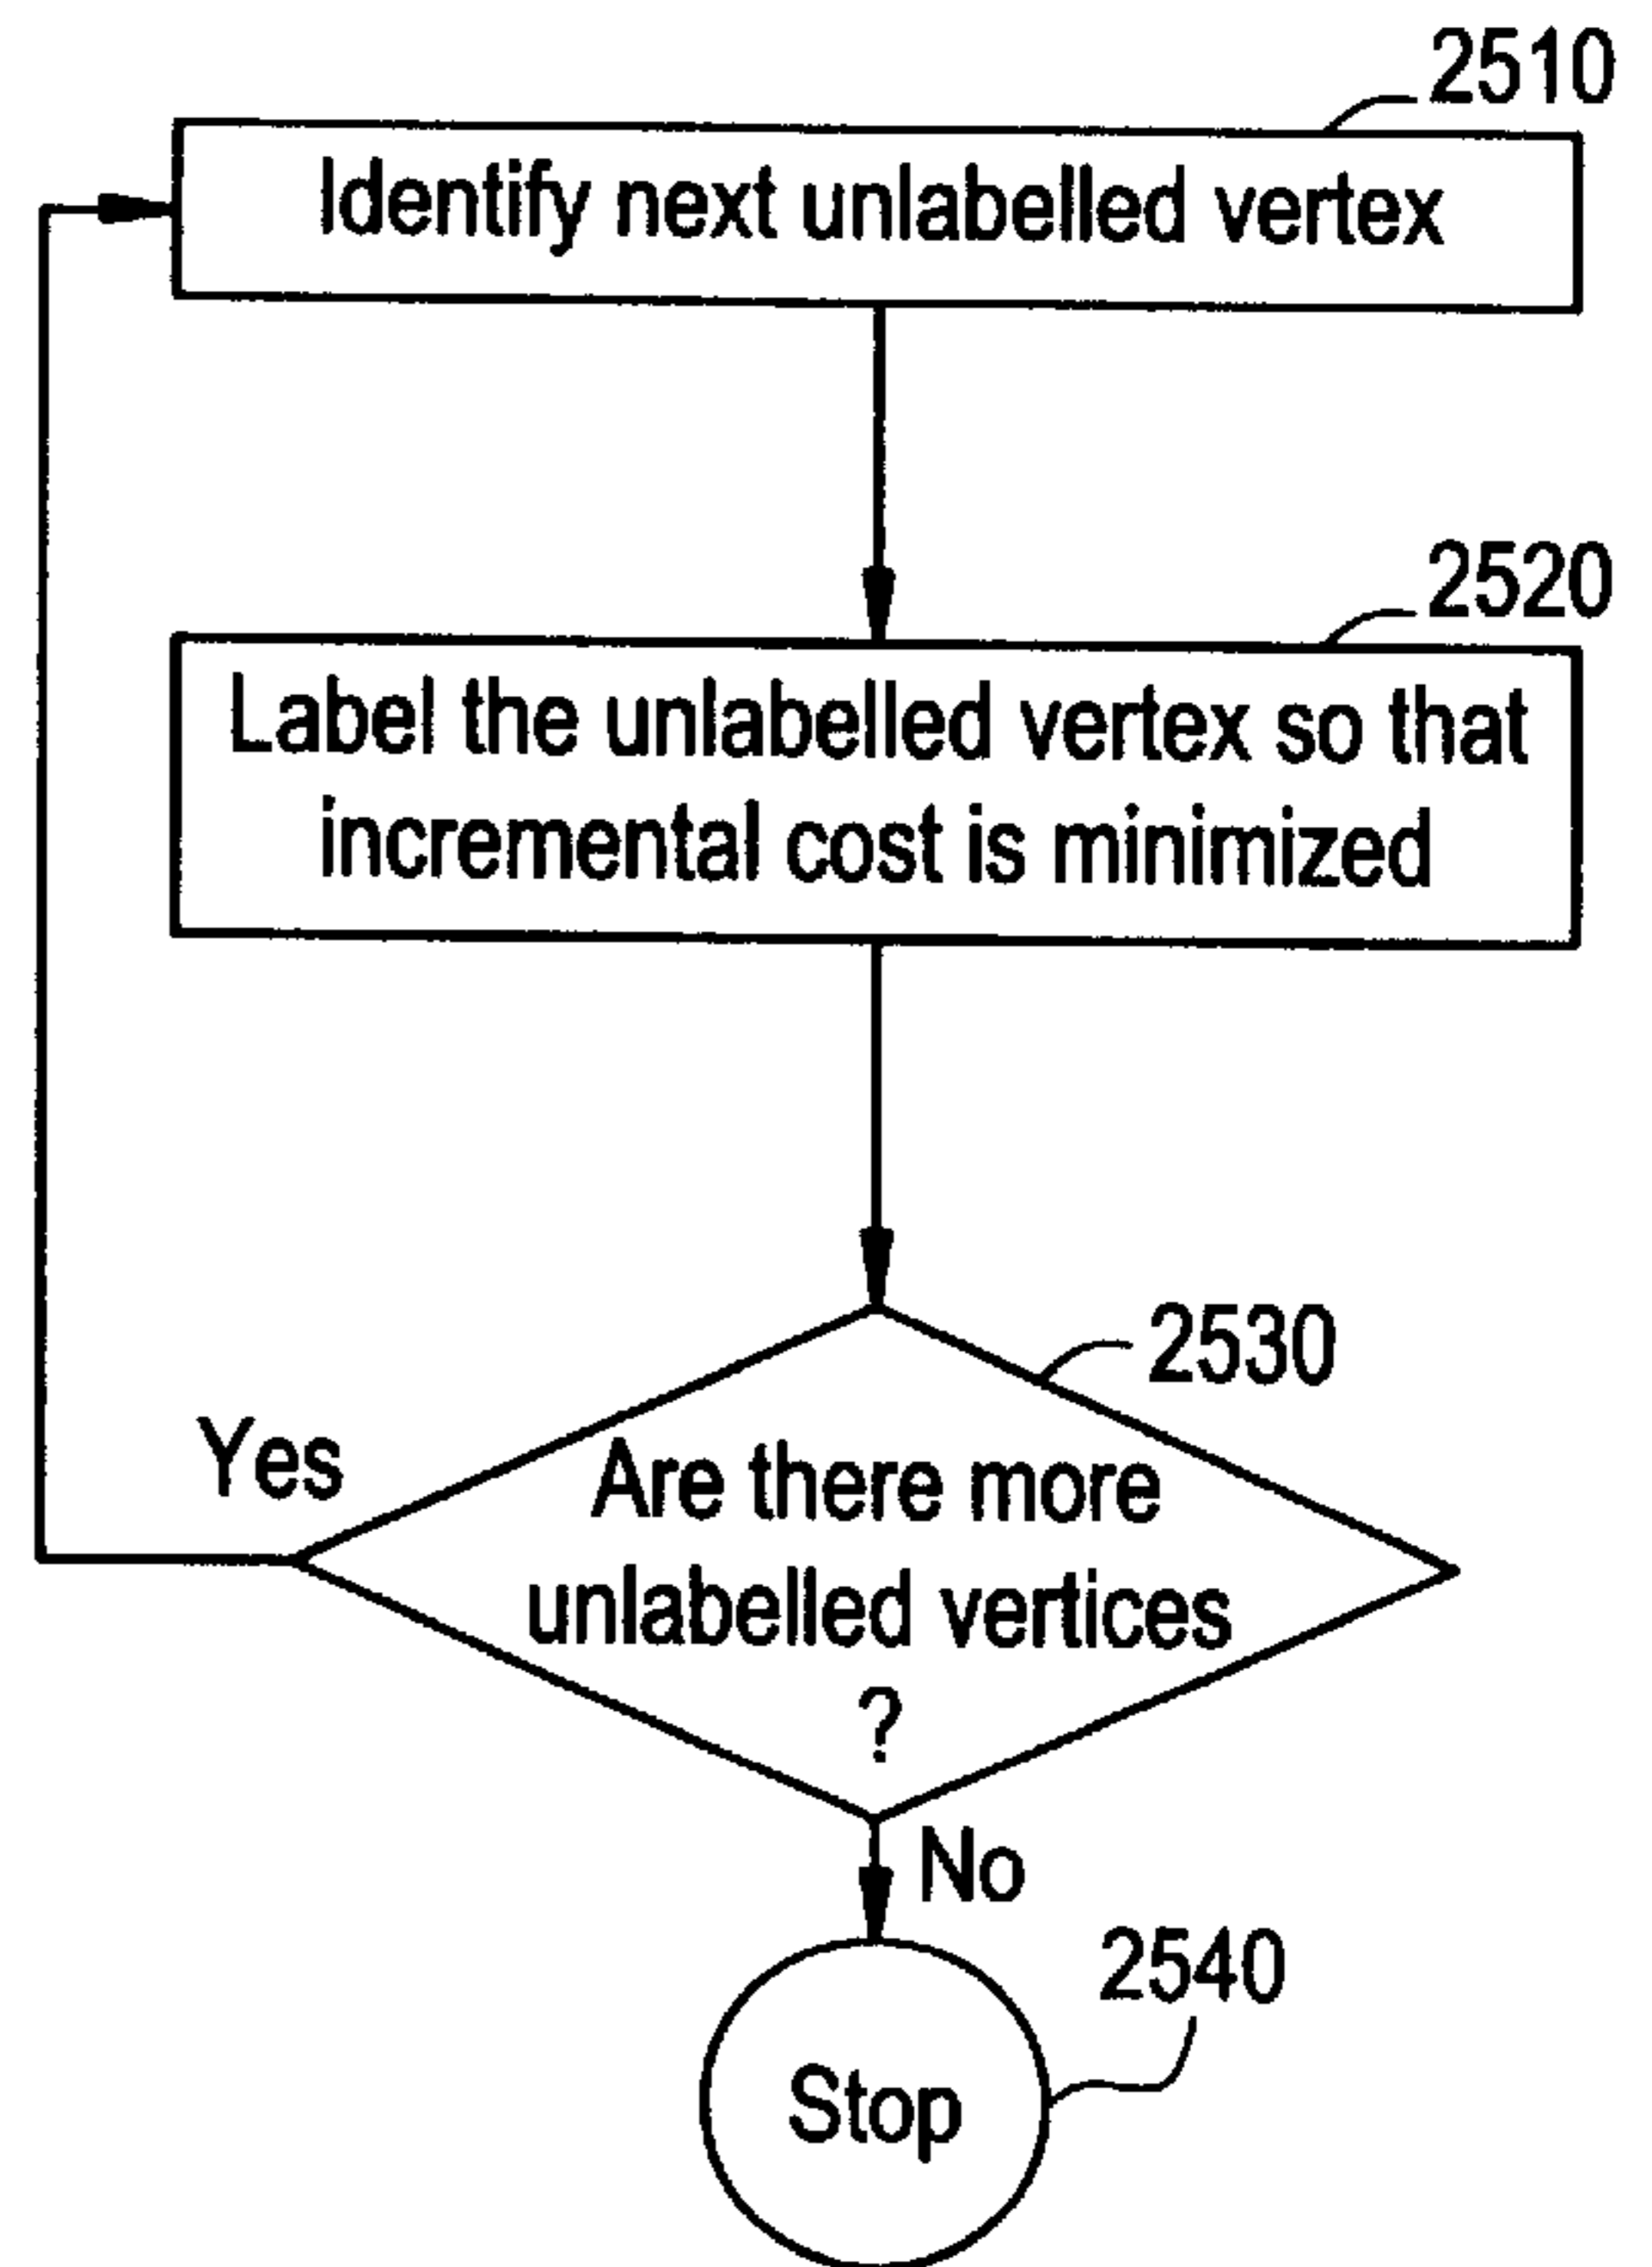 2510
Identify next unlabelled vertex
2520
Label the unlabelled vertex so that
incremental cost is minimized
2530
Yes
Are there more
unlabelled vertices
?
No
2540
Stop